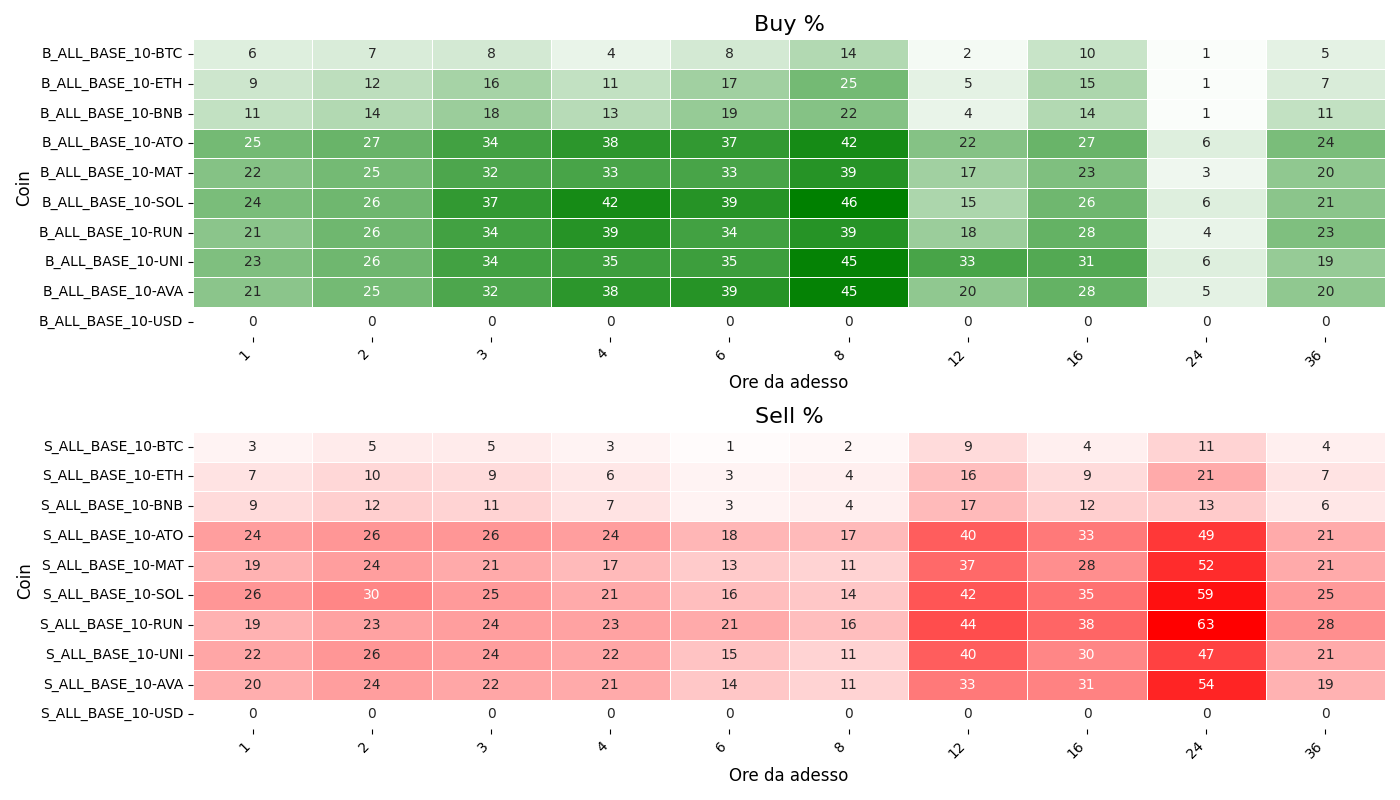 Buy %
Coin
B_ALL_BASE_10-BTC 6 7 8 4 8 14 2 10 1 5
B_ALL_BASE_10-ETH 9 12 16 11 17 25 5 15 1 7
B_ALL_BASE_10-BNB 11 14 18 13 19 22 4 14 1 11
B_ALL_BASE_10-ATO 25 27 34 38 37 42 22 27 6 24
B_ALL_BASE_10-MAT 22 25 32 33 33 39 17 23 3 20
B_ALL_BASE_10-SOL 24 26 37 42 39 46 15 26 6 21
B_ALL_BASE_10-RUN 21 26 34 39 34 39 18 28 4 23
B_ALL_BASE_10-UNI 23 26 34 35 35 45 33 31 6 19
B_ALL_BASE_10-AVA 21 25 32 38 39 45 20 28 5 20
B_ALL_BASE_10-USD 0 0 0 0 0 0 0 0 0 0
1 2 3 4 6 8 12 16 24 36
Ore da adesso
Sell %
Coin
S_ALL_BASE_10-BTC 3 5 5 3 1 2 9 4 11 4
S_ALL_BASE_10-ETH 7 10 9 6 3 4 16 9 21 7
S_ALL_BASE_10-BNB 9 12 11 7 3 4 17 12 13 6
S_ALL_BASE_10-ATO 24 26 26 24 18 17 40 33 49 21
S_ALL_BASE_10-MAT 19 24 21 17 13 11 37 28 52 21
S_ALL_BASE_10-SOL 26 30 25 21 16 14 42 35 59 25
S_ALL_BASE_10-RUN 19 23 24 23 21 16 44 38 63 28
S_ALL_BASE_10-UNI 22 26 24 22 15 11 40 30 47 21
S_ALL_BASE_10-AVA 20 24 22 21 14 11 33 31 54 19
S_ALL_BASE_10-USD 0 0 0 0 0 0 0 0 0 0
1 2 3 4 6 8 12 16 24 36
Ore da adesso